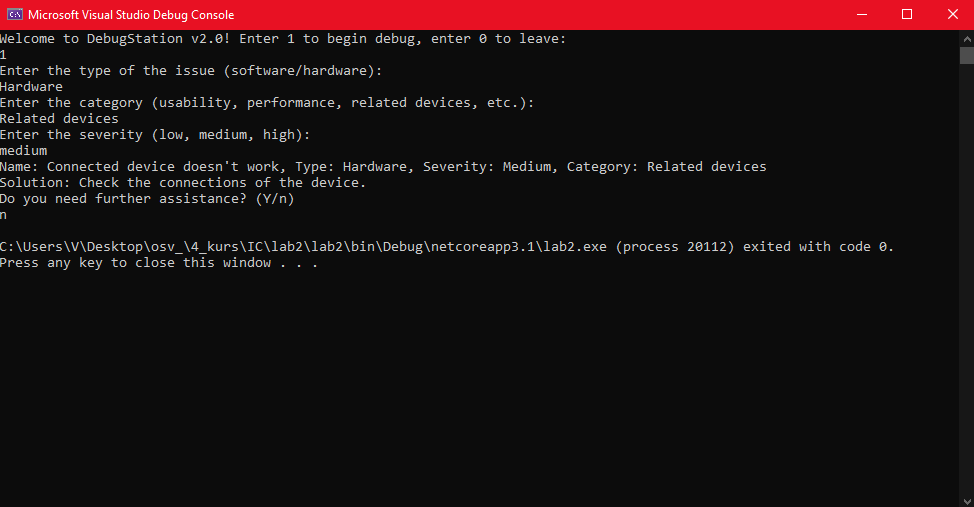 Microsoft Visual Studio Debug Console
Welcome to DebugStation v2.0! Enter 1 to begin debug, enter 0 to leave:
1
Enter the type of the issue (software/hardware):
Hardware
Enter the category (usability, performance, related devices, etc.):
Related devices
Enter the severity (low, medium, high):
medium
Name: Connected device doesn't work, Type: Hardware, Severity: Medium, Category: Related devices
Solution: Check the connections of the device.
Do you need further assistance? (Y/n)
n
C:\Users\V\Desktop\osv_\4_kurs\IC\lab2\lab2\bin\Debug\netcoreapp3.1\lab2.exe (process 20112) exited with code 0.
Press any key to close this window . . .